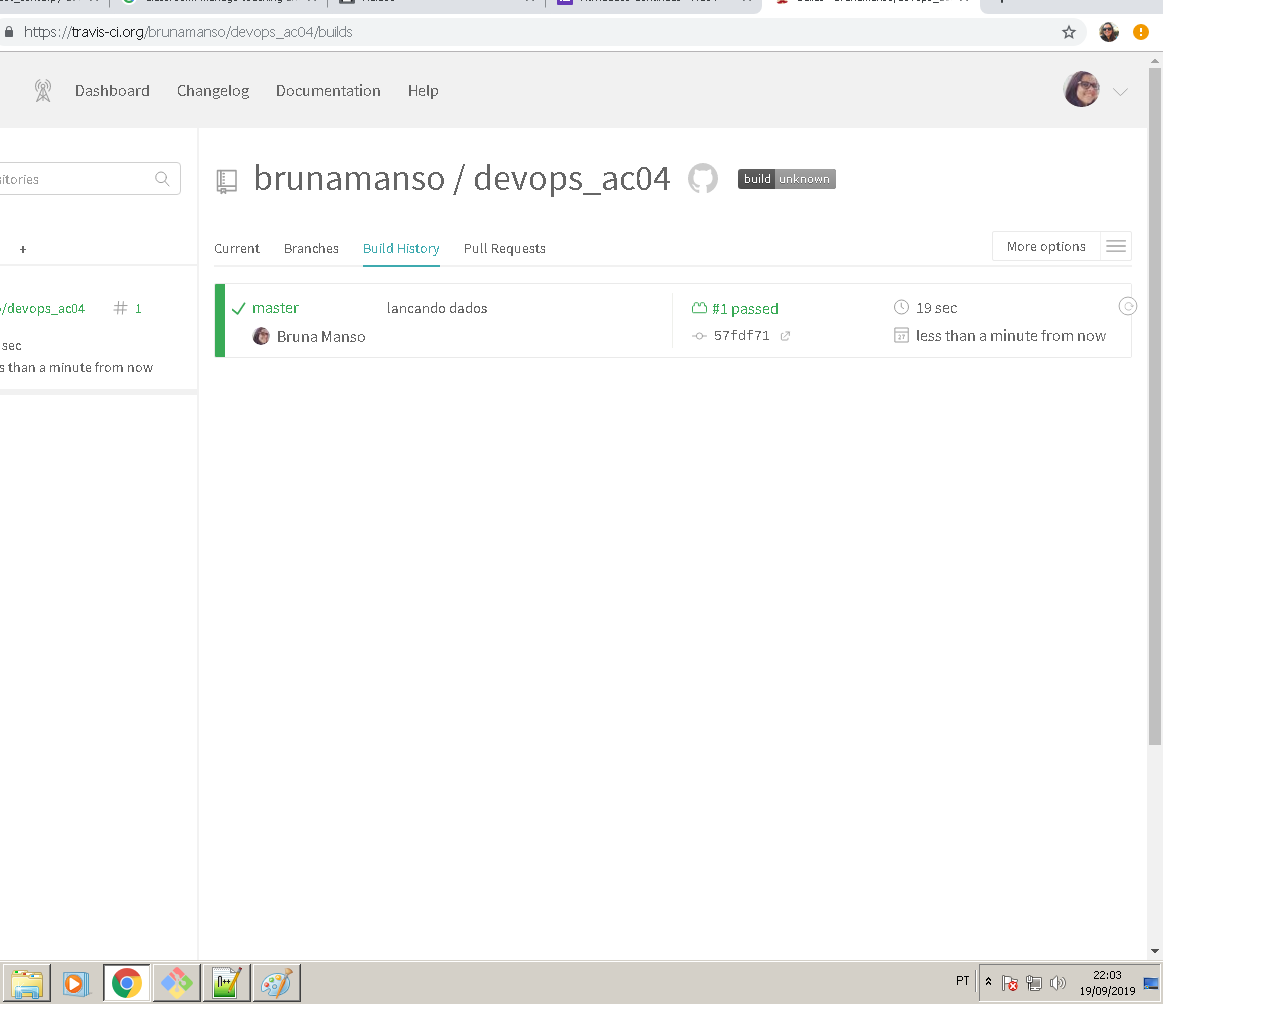 https://travis-ci.org/brunamanso/devops_ac04/builds
Dashboard Changelog Documentation Help
brunamanso / devops_ac04 build unknown
+
Current Branches Build History Pull Requests More options
/devops_ac04 # 1
sec
than a minute from now
master lancando dados #1 passed 19 sec
Bruna Manso 57fdf71 27 less than a minute from now
PT 22:03
19/09/2019